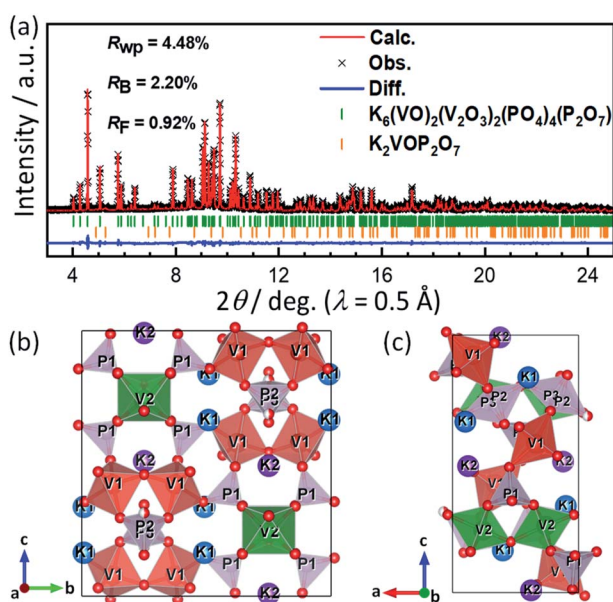 (a)
R_wp = 4.48%
R_B = 2.20%
R_F = 0.92%
Calc.
Obs.
Diff.
K₆(VO)₂(V₂O₃)₂(PO₄)₄(P₂O₇)
K₂VOP₂O₇
Intensity / a.u.
4 6 8 10 12 14 16 18 20 22 24
2θ / deg. (λ = 0.5 Å)
(b)
K2
P1 P1 V1 V1
K1 K1
V2 P2
P1 P1 V1 V1
K1 K1
K2 K2
V1 V1 P1 P1
K1 K1
P2 V2
K1 K1
V1 V1 P1 P1
K2
c
a b
(c)
K2
V1
K1
P3 P2 P3 P2
K1
V1
K2 K2
V1
P1
V2 V2
K1 K1
V P1
K2
c
a b